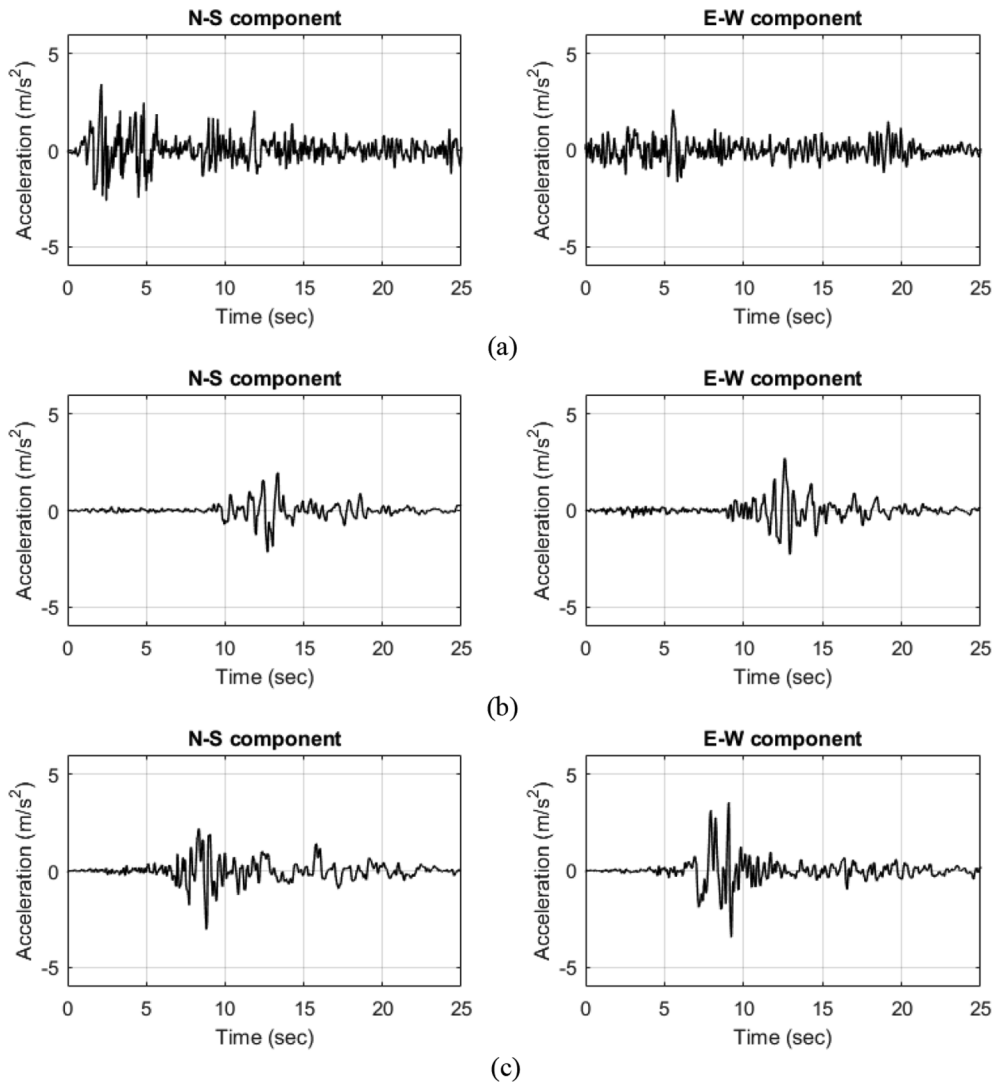 N-S component
Acceleration (m/s²)
5
0
-5
0 5 10 15 20 25
Time (sec)
E-W component
Acceleration (m/s²)
5
0
-5
0 5 10 15 20 25
Time (sec)
(a)
N-S component
Acceleration (m/s²)
5
0
-5
0 5 10 15 20 25
Time (sec)
E-W component
Acceleration (m/s²)
5
0
-5
0 5 10 15 20 25
Time (sec)
(b)
N-S component
Acceleration (m/s²)
5
0
-5
0 5 10 15 20 25
Time (sec)
E-W component
Acceleration (m/s²)
5
0
-5
0 5 10 15 20 25
Time (sec)
(c)